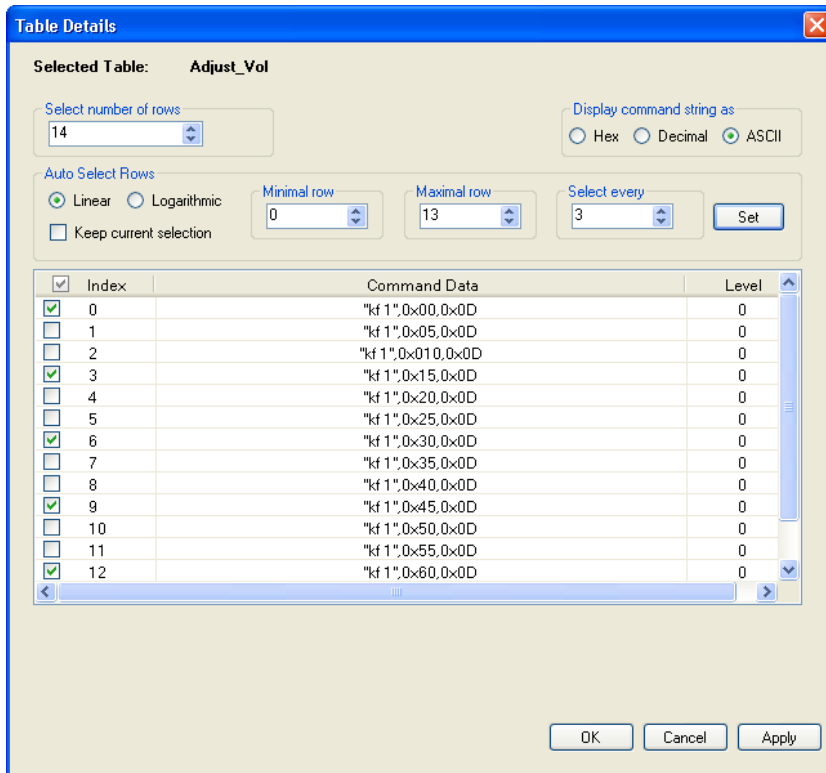 Table Details
Selected Table: Adjust_Vol
Select number of rows
14
Display command string as
Hex Decimal ASCII
Auto Select Rows
Linear Logarithmic
Keep current selection
Minimal row
0
Maximal row
13
Select every
3
Set
Index Command Data Level
0 "kf 1",0x00,0x0D 0
1 "kf 1",0x05,0x0D 0
2 "kf 1",0x010,0x0D 0
3 "kf 1",0x15,0x0D 0
4 "kf 1",0x20,0x0D 0
5 "kf 1",0x25,0x0D 0
6 "kf 1",0x30,0x0D 0
7 "kf 1",0x35,0x0D 0
8 "kf 1",0x40,0x0D 0
9 "kf 1",0x45,0x0D 0
10 "kf 1",0x50,0x0D 0
11 "kf 1",0x55,0x0D 0
12 "kf 1",0x60,0x0D 0
OK Cancel Apply